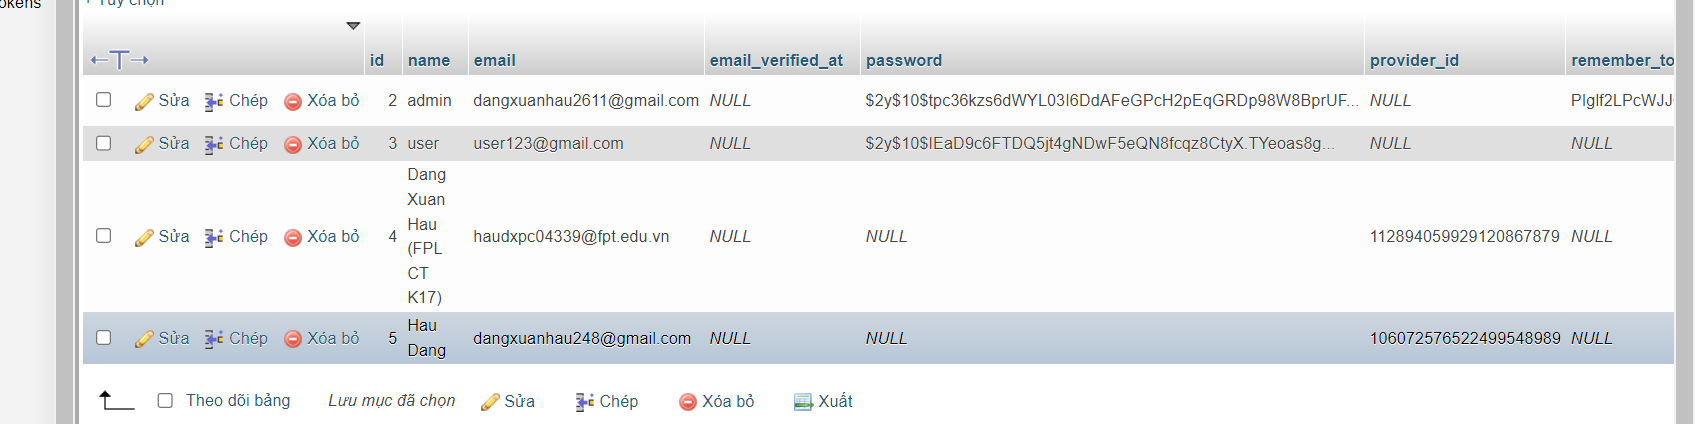 okens
+ Tùy chọn
id name email email_verified_at password provider_id remember_to
Sửa Chép Xóa bỏ 2 admin dangxuanhau2611@gmail.com NULL $2y$10$tpc36kzs6dWYL03I6DdAFeGPcH2pEqGRDp98W8BprUF... NULL PIgIf2LPcWJJ
Sửa Chép Xóa bỏ 3 user user123@gmail.com NULL $2y$10$IEaD9c6FTDQ5jt4gNDwF5eQN8fcqz8CtyX.TYeoas8g... NULL NULL
Dang
Xuan
Hau
Sửa Chép Xóa bỏ 4 (FPL haudxpc04339@fpt.edu.vn NULL NULL 112894059929120867879 NULL
CT
K17)
Sửa Chép Xóa bỏ 5 Hau Dang dangxuanhau248@gmail.com NULL NULL 106072576522499548989 NULL
Theo dõi bảng Lưu mục đã chọn Sửa Chép Xóa bỏ Xuất